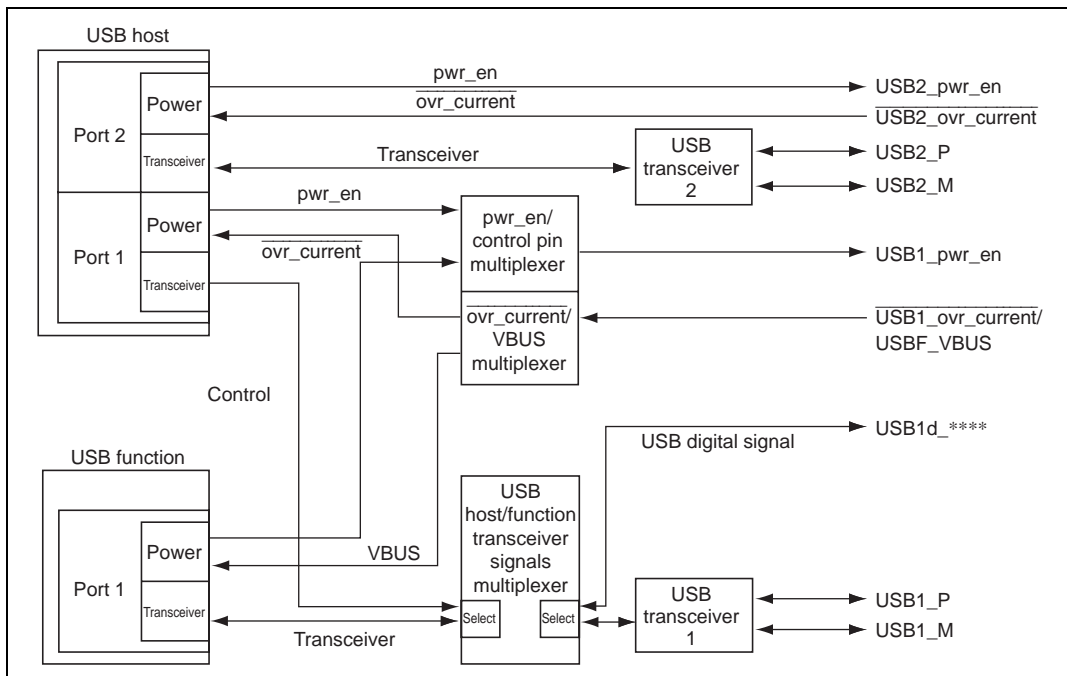 USB host
Port 2
Power
Transceiver
Port 1
Power
Transceiver
pwr_en
ovr_current
Transceiver
USB
transceiver
2
USB2_pwr_en
USB2_ovr_current
USB2_P
USB2_M
pwr_en
ovr_current
pwr_en/
control pin
multiplexer
ovr_current/
VBUS
multiplexer
USB1_pwr_en
USB1_ovr_current/
USBF_VBUS
Control
USB function
Port 1
Power
Transceiver
VBUS
Transceiver
USB
host/function
transceiver
signals
multiplexer
Select
Select
USB digital signal
USB1d_****
USB
transceiver
1
USB1_P
USB1_M